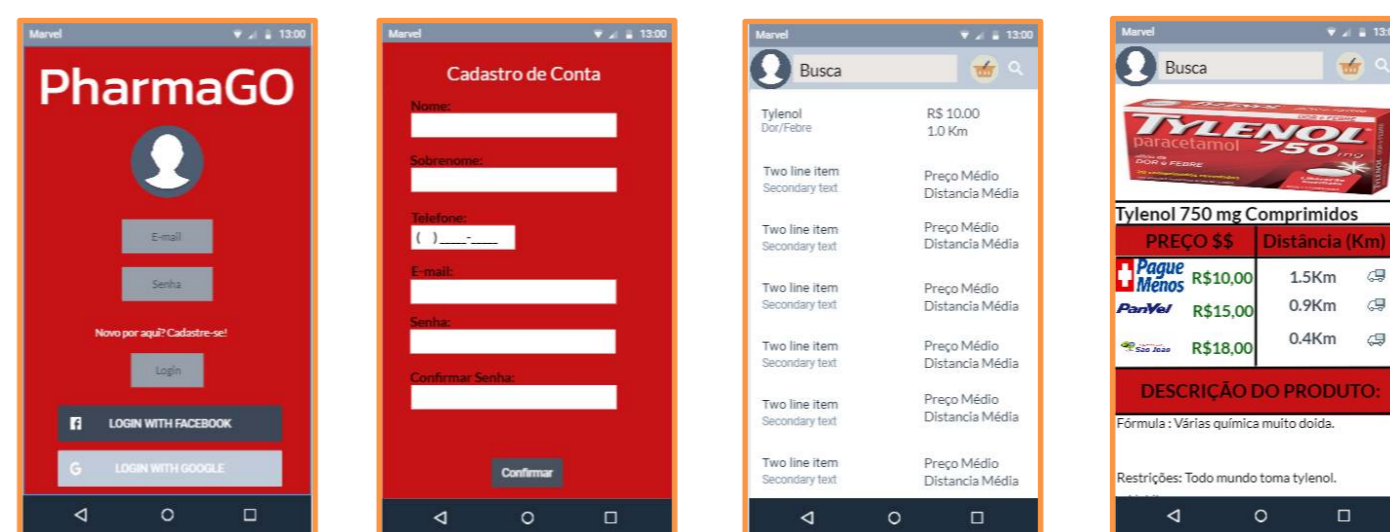 Marvel 13:00
PharmaGO
E-mail
Senha
Novo por aqui? Cadastre-se!
Login
LOGIN WITH FACEBOOK
G LOGIN WITH GOOGLE
Marvel 13:00
Cadastro de Conta
Nome:
Sobrenome:
Telefone:
( )____-____
E-mail:
Senha:
Confirmar Senha:
Confirmar
Marvel 13:00
Busca
Tylenol R$ 10.00
Dor/Febre 1.0 Km
Two line item Preço Médio
Secondary text Distancia Média
Two line item Preço Médio
Secondary text Distancia Média
Two line item Preço Médio
Secondary text Distancia Média
Two line item Preço Médio
Secondary text Distancia Média
Two line item Preço Médio
Secondary text Distancia Média
Two line item Preço Médio
Secondary text Distancia Média
Marvel
Busca
TYLENOL
paracetamol 750 mg
DOR e FEBRE
Tylenol 750 mg Comprimidos
PREÇO $$ Distância (Km)
Pague Menos R$10,00 1.5Km
PanVel R$15,00 0.9Km
São João R$18,00 0.4Km
DESCRIÇÃO DO PRODUTO:
Fórmula : Várias química muito doida.
Restrições: Todo mundo toma tylenol.